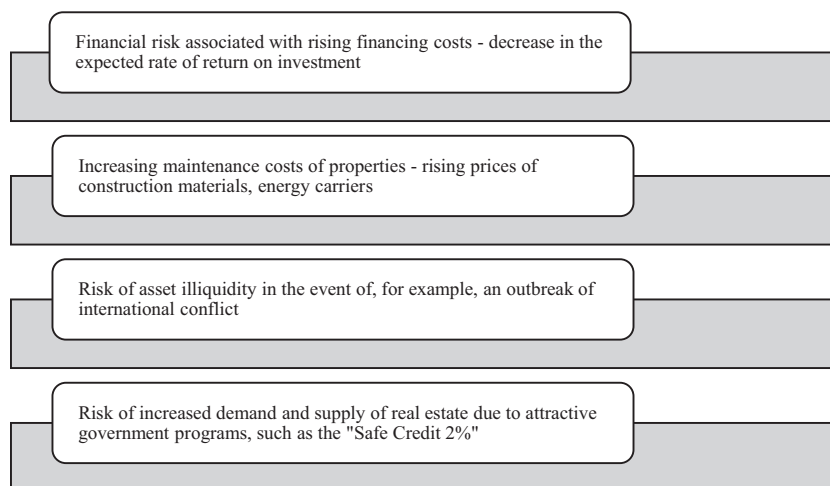 Financial risk associated with rising financing costs - decrease in the
expected rate of return on investment
Increasing maintenance costs of properties - rising prices of
construction materials, energy carriers
Risk of asset illiquidity in the event of, for example, an outbreak of
international conflict
Risk of increased demand and supply of real estate due to attractive
government programs, such as the "Safe Credit 2%"